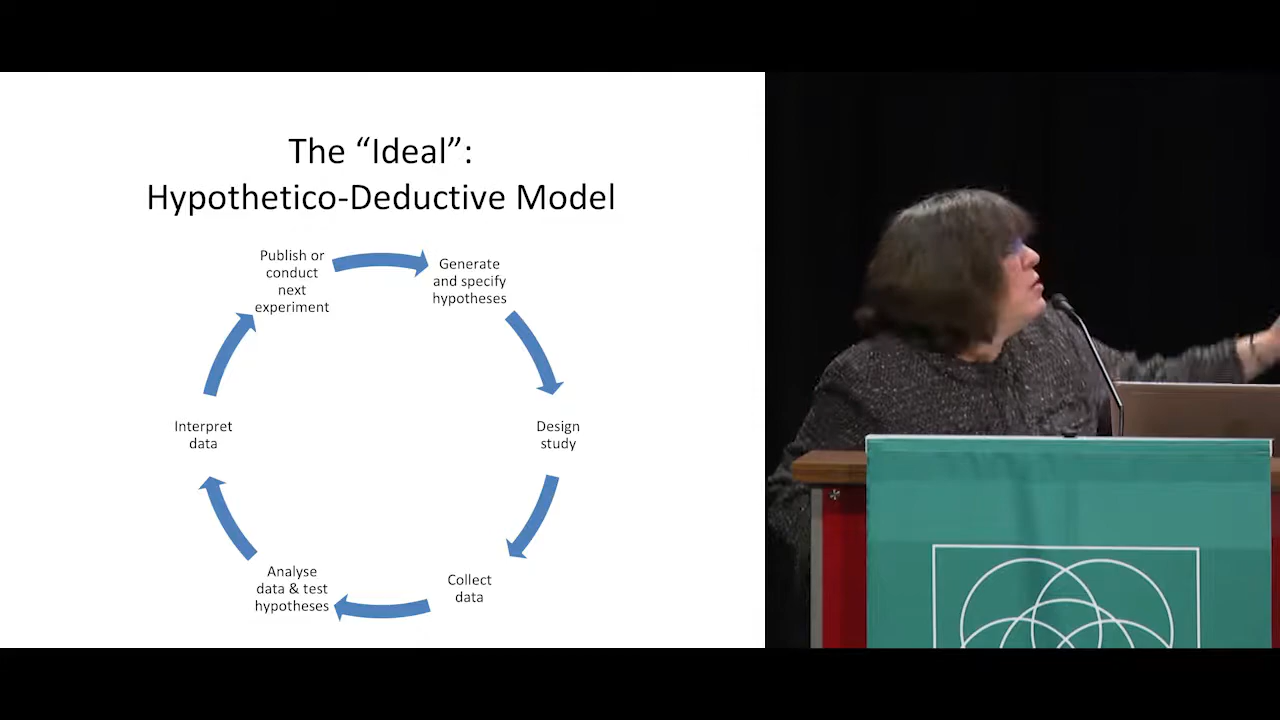 The “Ideal”:
Hypothetico-Deductive Model
Publish or
conduct
next
experiment
Generate
and specify
hypotheses
Design
study
Collect
data
Analyse
data & test
hypotheses
Interpret
data